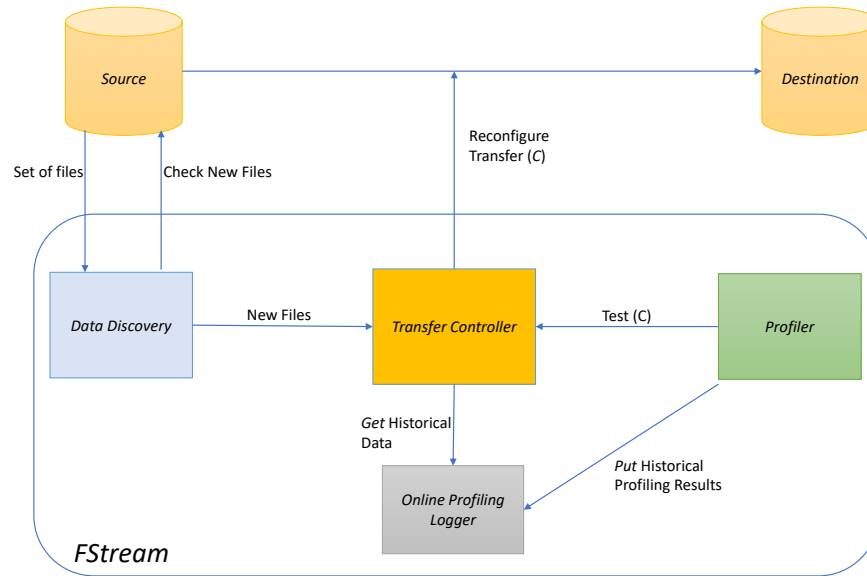 Source
Destination
Reconfigure
Transfer (C)
Set of files
Check New Files
Data Discovery
New Files
Transfer Controller
Test (C)
Profiler
Get Historical
Data
Put Historical
Profiling Results
Online Profiling
Logger
FStream